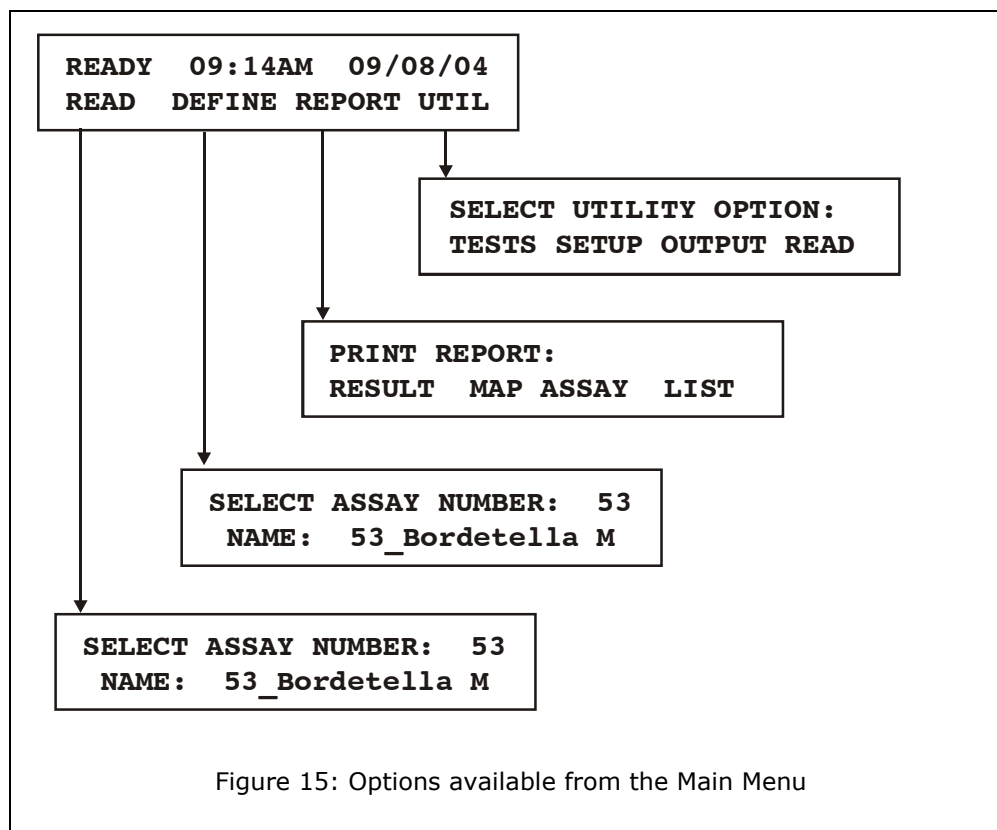 READY 09:14AM 09/08/04
READ DEFINE REPORT UTIL
SELECT UTILITY OPTION:
TESTS SETUP OUTPUT READ
PRINT REPORT:
RESULT MAP ASSAY LIST
SELECT ASSAY NUMBER: 53
NAME: 53_Bordetella M
SELECT ASSAY NUMBER: 53
NAME: 53_Bordetella M
Figure 15: Options available from the Main Menu